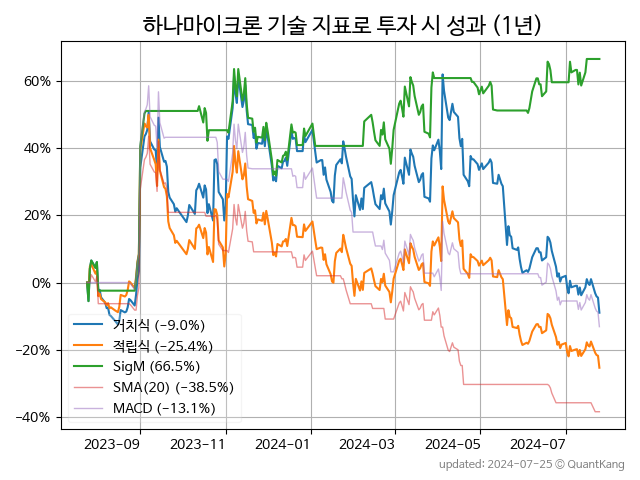 하나마이크론 기술 지표로 투자 시 성과 (1년)
60%
40%
20%
0%
−20%
−40%
거치식 (−9.0%)
적립식 (−25.4%)
SigM (66.5%)
SMA(20) (−38.5%)
MACD (−13.1%)
2023-09
2023-11
2024-01
2024-03
2024-05
2024-07
updated: 2024-07-25 © QuantKang